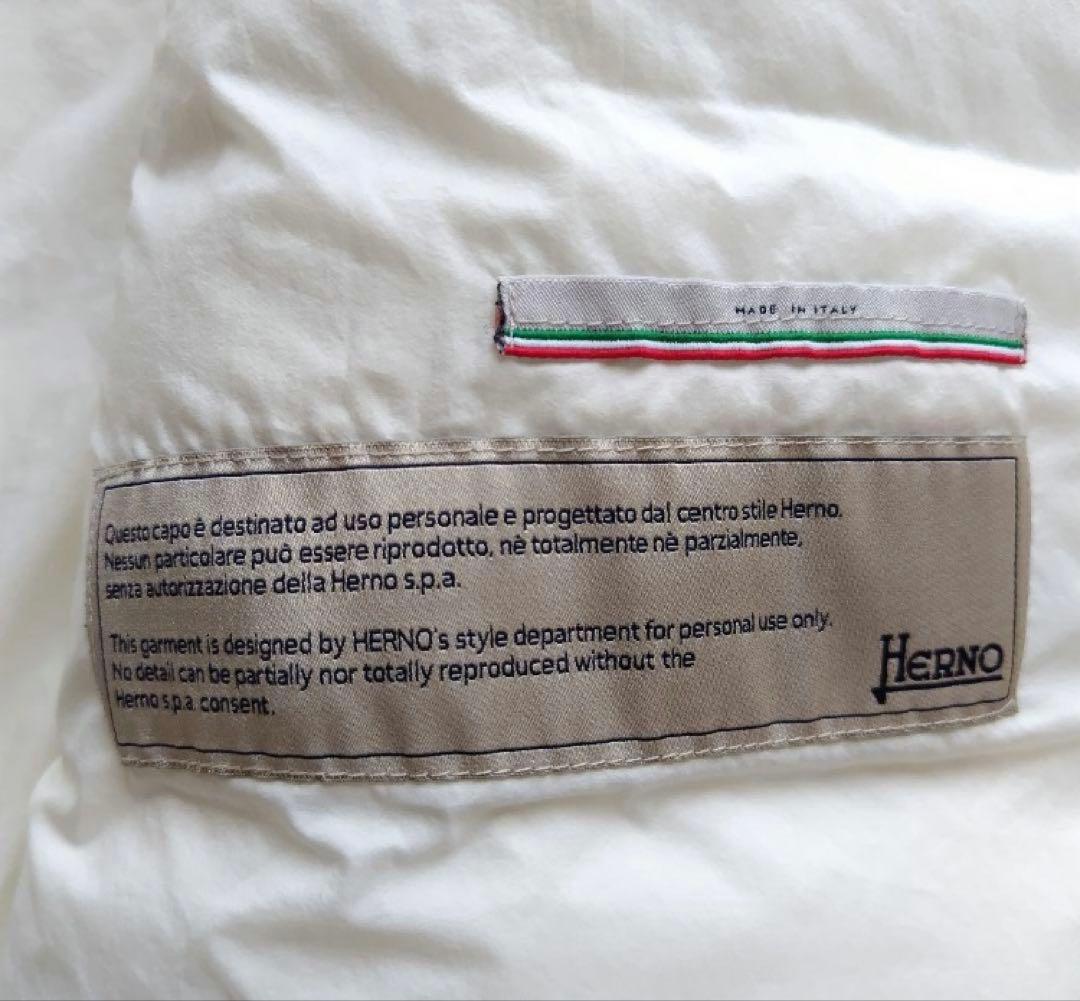 MADE IN ITALY
Questo capo è destinato ad uso personale e progettato dal centro stile Herno.
Nessun particolare può essere riprodotto, nè totalmente nè parzialmente,
senza autorizzazione della Herno s.p.a.
This garment is designed by HERNO's style department for personal use only.
No detail can be partially nor totally reproduced without the
Herno s.p.a. consent.
HERNO